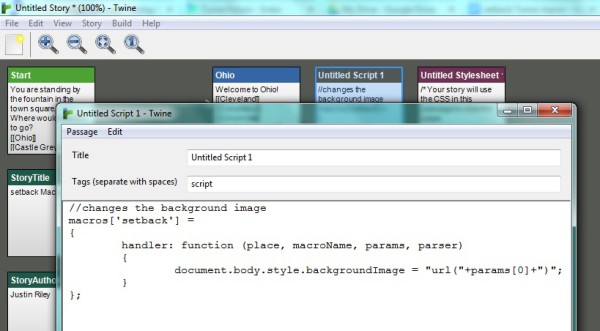 Untitled Story * (100%) - Twine
File Edit View Story Build Help
Start
You are standing by
the fountain in the
town square.
Where would
to go?
[[Ohio]]
[[Castle Grey
Ohio
Welcome to Ohio!
[[Cleveland]]
Untitled Script 1
//changes the
background image
Untitled Stylesheet
/* Your story will
use the CSS in this
StoryTitle
setback Mac
StoryAutho
Justin Riley
Untitled Script 1 - Twine
Passage Edit
Title
Untitled Script 1
Tags (separate with spaces)
script
//changes the background image
macros['setback'] =
{
handler: function (place, macroName, params, parser)
{
document.body.style.backgroundImage = "url("+params[0]+")";
}
};